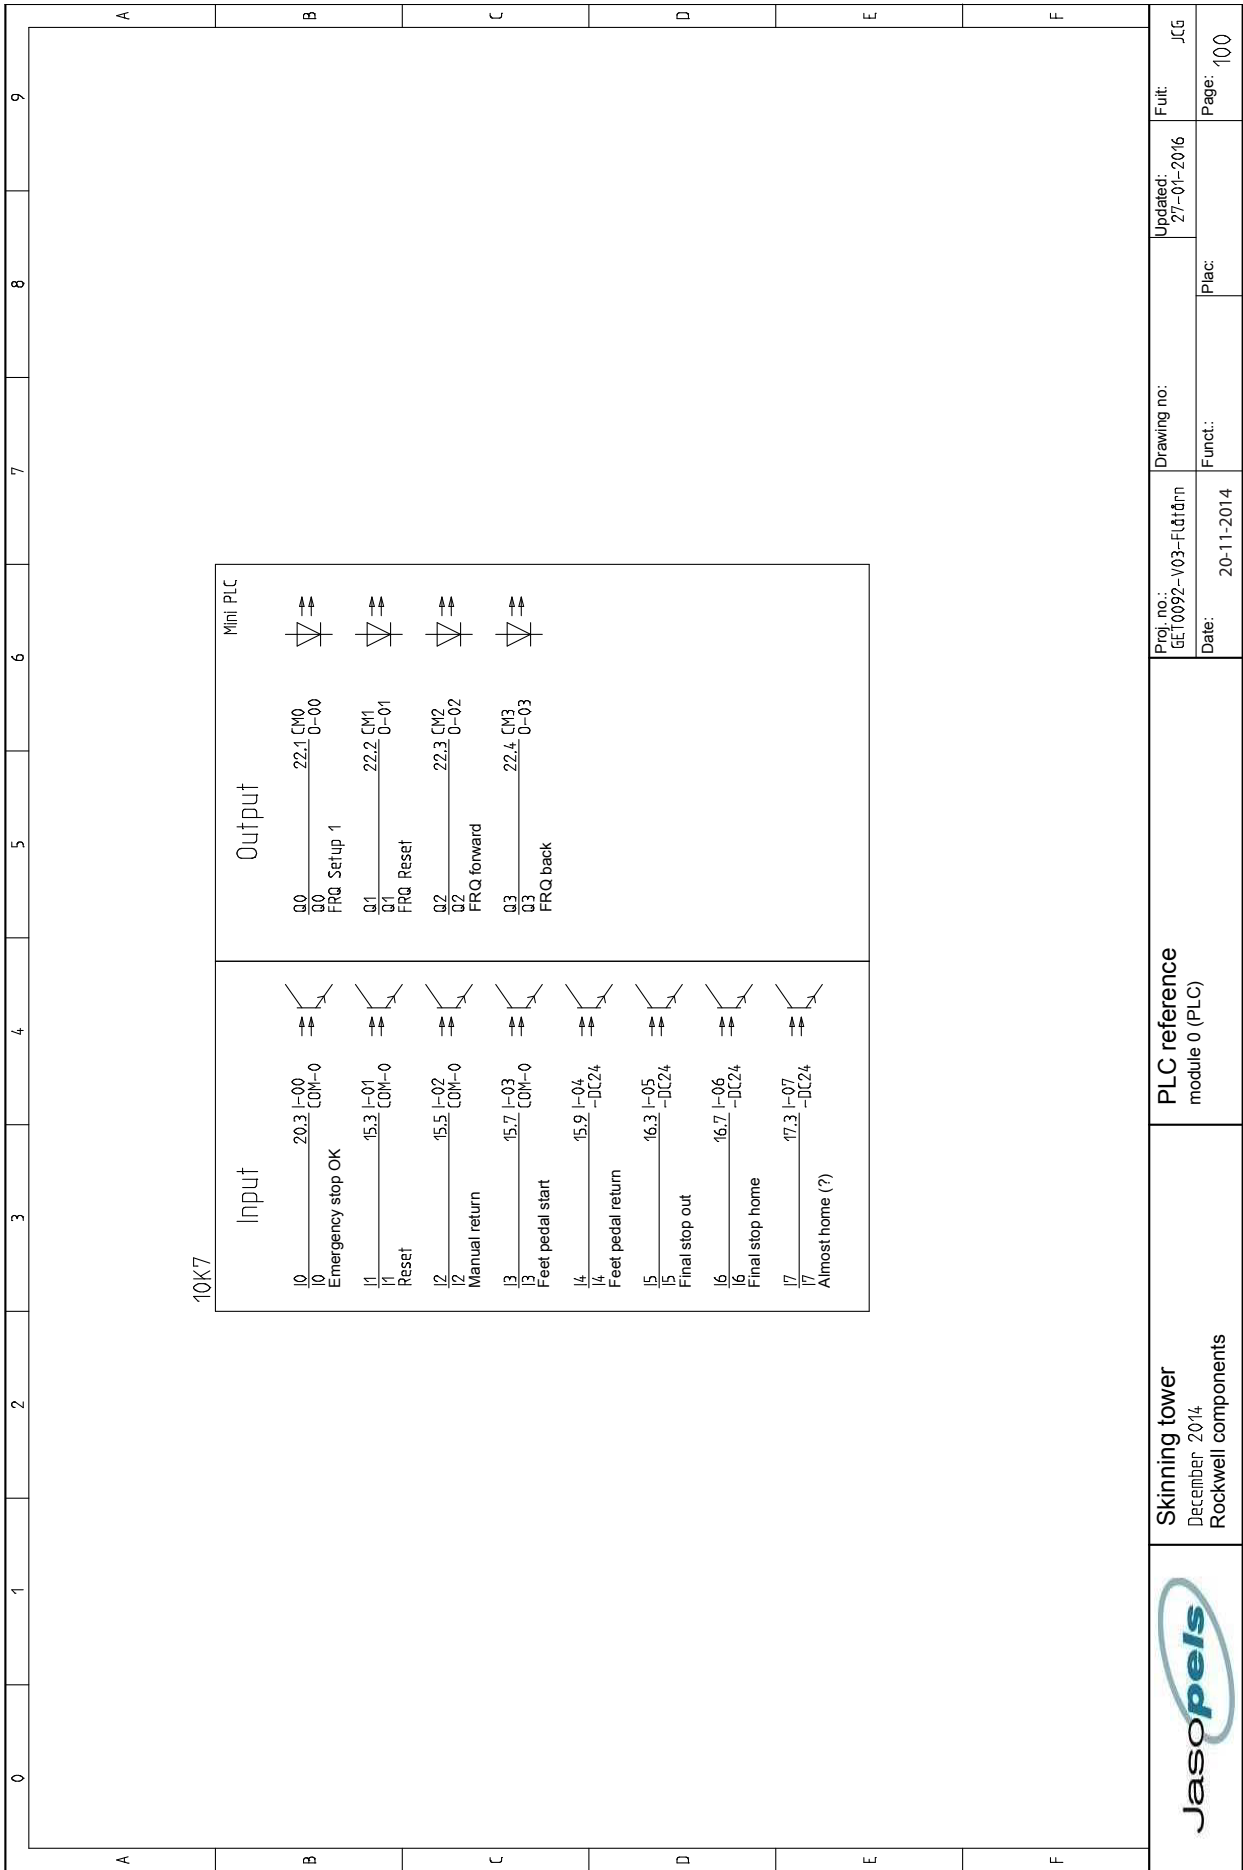 0 1 2 3 4 5 6 7 8 9
A A
B B
C C
D D
E E
F F
10K7
Input
Output
Mini PLC
I0 20.3 I-00
I0 COM-0
Emergency stop OK
I1 15.3 I-01
I1 COM-0
Reset
I2 15.5 I-02
I2 COM-0
Manual return
I3 15.7 I-03
I3 COM-0
Feet pedal start
I4 15.9 I-04
I4 -DC24
Feet pedal return
I5 16.3 I-05
I5 -DC24
Final stop out
I6 16.7 I-06
I6 -DC24
Final stop home
I7 17.3 I-07
I7 -DC24
Almost home (?)
Q0 22.1 CM0
Q0 O-00
FRQ Setup 1
Q1 22.2 CM1
Q1 O-01
FRQ Reset
Q2 22.3 CM2
Q2 O-02
FRQ forward
Q3 22.4 CM3
Q3 O-03
FRQ back
Jasopels
Skinning tower
December 2014
Rockwell components
PLC reference
module 0 (PLC)
Proj. no.:
GET0092-V03-Flåtårn
Drawing no:
Updated:
27-01-2016
Fuit:
JCG
Date:
20-11-2014
Funct.:
Plac:
Page:
100